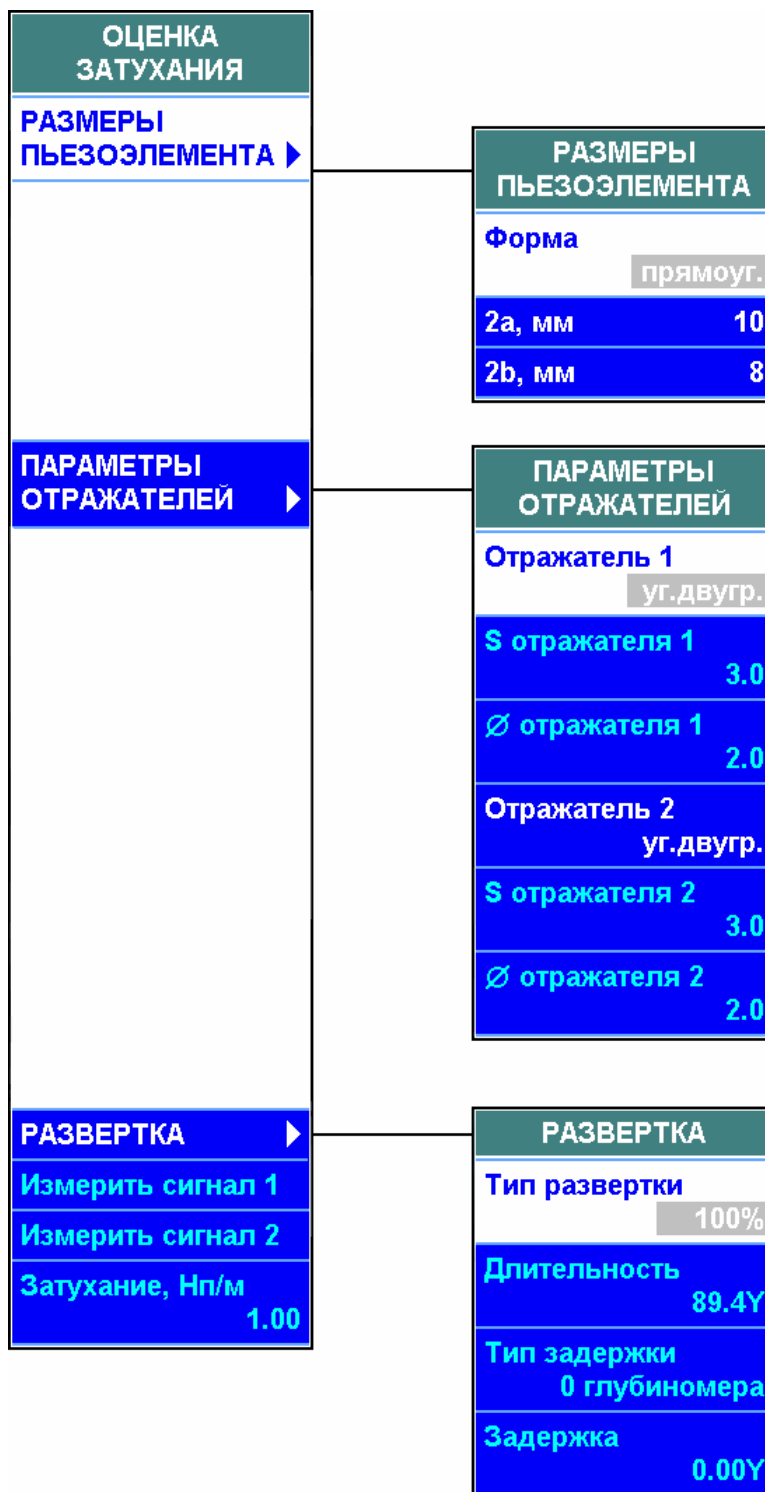 ОЦЕНКА
ЗАТУХАНИЯ
РАЗМЕРЫ
ПЬЕЗОЭЛЕМЕНТА
ПАРАМЕТРЫ
ОТРАЖАТЕЛЕЙ
РАЗВЕРТКА
Измерить сигнал 1
Измерить сигнал 2
Затухание, Нп/м
1.00
РАЗМЕРЫ
ПЬЕЗОЭЛЕМЕНТА
Форма
прямоуг.
2a, мм 10
2b, мм 8
ПАРАМЕТРЫ
ОТРАЖАТЕЛЕЙ
Отражатель 1
уг.двугр.
S отражателя 1
3.0
∅ отражателя 1
2.0
Отражатель 2
уг.двугр.
S отражателя 2
3.0
∅ отражателя 2
2.0
РАЗВЕРТКА
Тип развертки
100%
Длительность
89.4Y
Тип задержки
0 глубиномера
Задержка
0.00Y